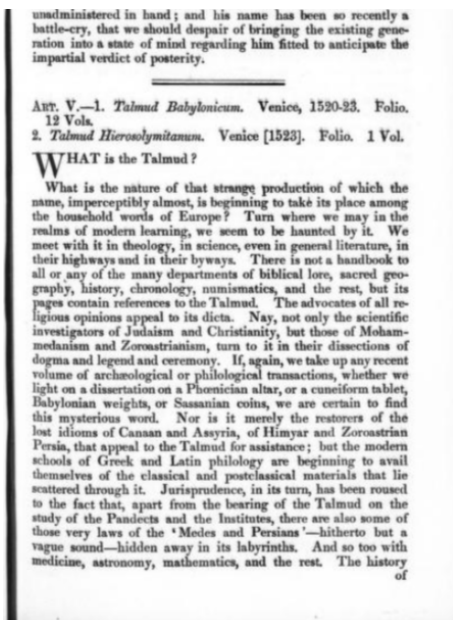 unadministered in hand; and his name has been so recently a
battle-cry, that we should despair of bringing the existing gene-
ration into a state of mind regarding him fitted to anticipate the
impartial verdict of posterity.
ART. V.—1. Talmud Babylonicum. Venice, 1520-23. Folio.
12 Vols.
2. Talmud Hierosolymitanum. Venice [1523]. Folio. 1 Vol.
WHAT is the Talmud?
What is the nature of that strange production of which the
name, imperceptibly almost, is beginning to take its place among
the household words of Europe? Turn where we may in the
realms of modern learning, we seem to be haunted by it. We
meet with it in theology, in science, even in general literature, in
their highways and in their byways. There is not a handbook to
all or any of the many departments of biblical lore, sacred geo-
graphy, history, chronology, numismatics, and the rest, but its
pages contain references to the Talmud. The advocates of all re-
ligious opinions appeal to its dicta. Nay, not only the scientific
investigators of Judaism and Christianity, but those of Moham-
medanism and Zoroastrianism, turn to it in their dissections of
dogma and legend and ceremony. If, again, we take up any recent
volume of archæological or philological transactions, whether we
light on a dissertation on a Phœnician altar, or a cuneiform tablet,
Babylonian weights, or Sassanian coins, we are certain to find
this mysterious word. Nor is it merely the restorers of the
lost idioms of Canaan and Assyria, of Himyar and Zoroastrian
Persia, that appeal to the Talmud for assistance; but the modern
schools of Greek and Latin philology are beginning to avail
themselves of the classical and postclassical materials that lie
scattered through it. Jurisprudence, in its turn, has been roused
to the fact that, apart from the bearing of the Talmud on the
study of the Pandects and the Institutes, there are also some of
those very laws of the 'Medes and Persians'—hitherto but a
vague sound—hidden away in its labyrinths. And so too with
medicine, astronomy, mathematics, and the rest. The history
of